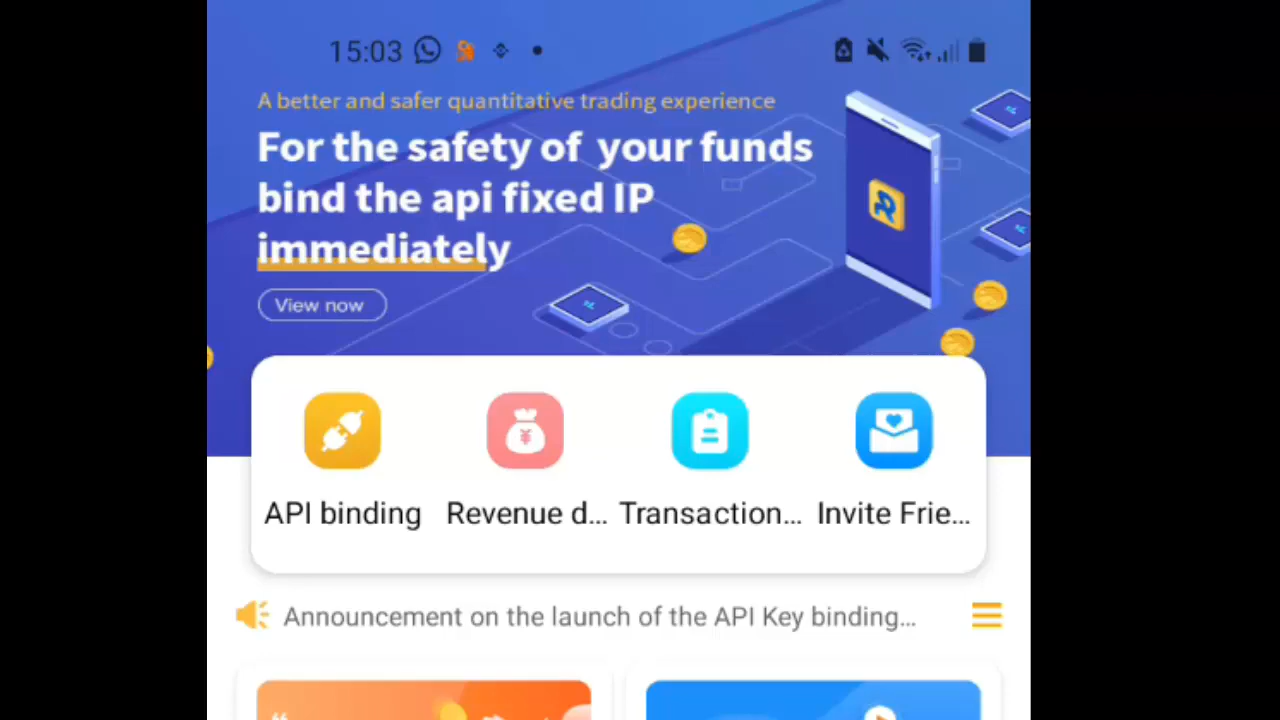 15:03
A better and safer quantitative trading experience
For the safety of your funds
bind the api fixed IP
immediately
View now
API binding
Revenue d...
Transaction...
Invite Frie...
Announcement on the launch of the API Key binding...